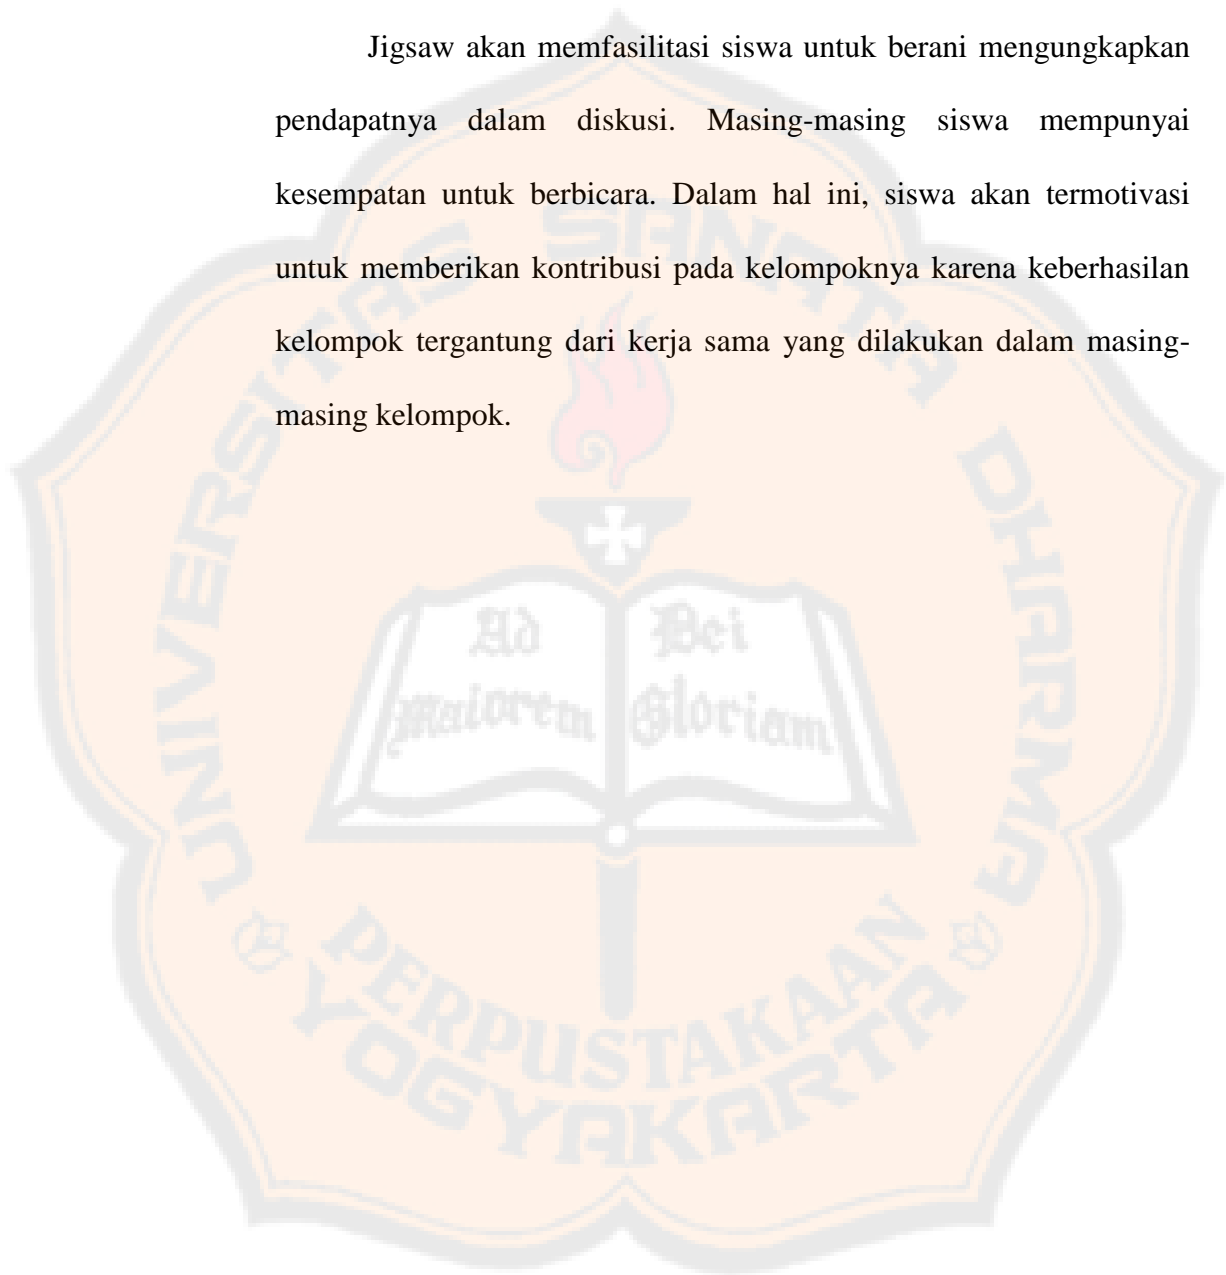 Jigsaw akan memfasilitasi siswa untuk berani mengungkapkan
pendapatnya dalam diskusi. Masing-masing siswa mempunyai
kesempatan untuk berbicara. Dalam hal ini, siswa akan termotivasi
untuk memberikan kontribusi pada kelompoknya karena keberhasilan
kelompok tergantung dari kerja sama yang dilakukan dalam masing-
masing kelompok.
UNIVERSITAS SANATA DHARMA
Ad Dei
Maiorem Gloriam
PERPUSTAKAAN
YOGYAKARTA